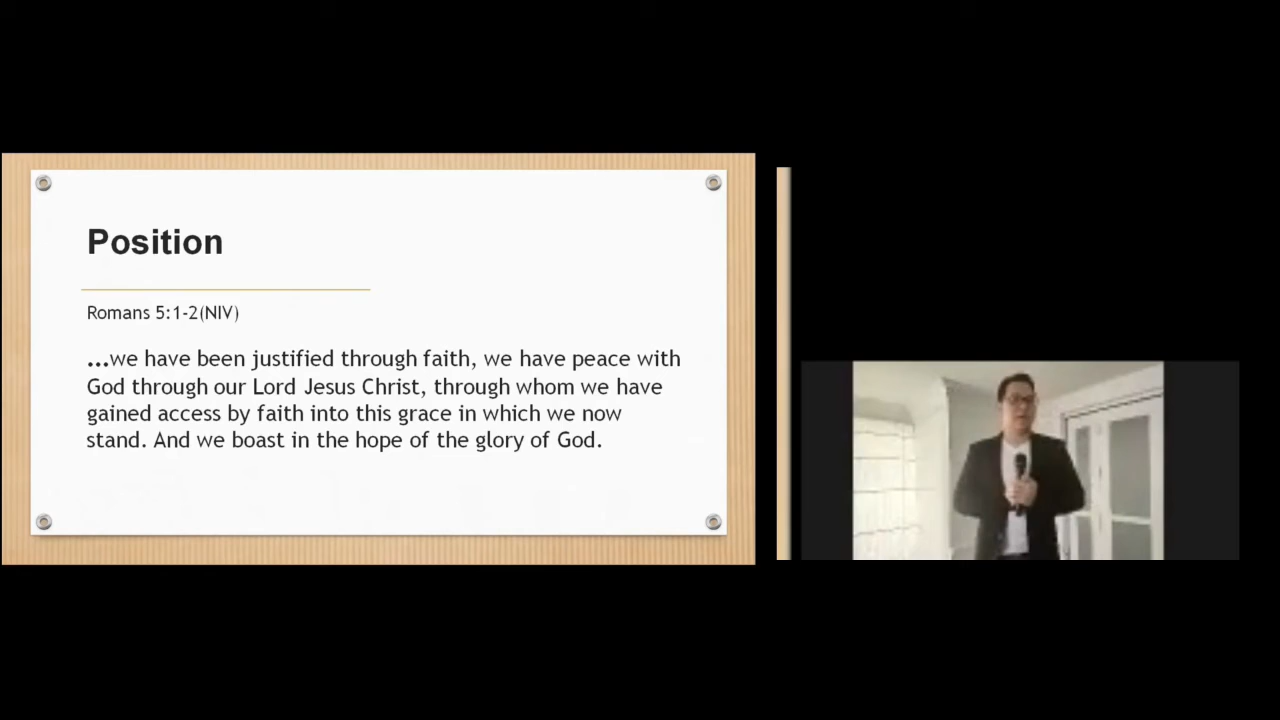 Position
Romans 5:1-2(NIV)
...we have been justified through faith, we have peace with
God through our Lord Jesus Christ, through whom we have
gained access by faith into this grace in which we now
stand. And we boast in the hope of the glory of God.